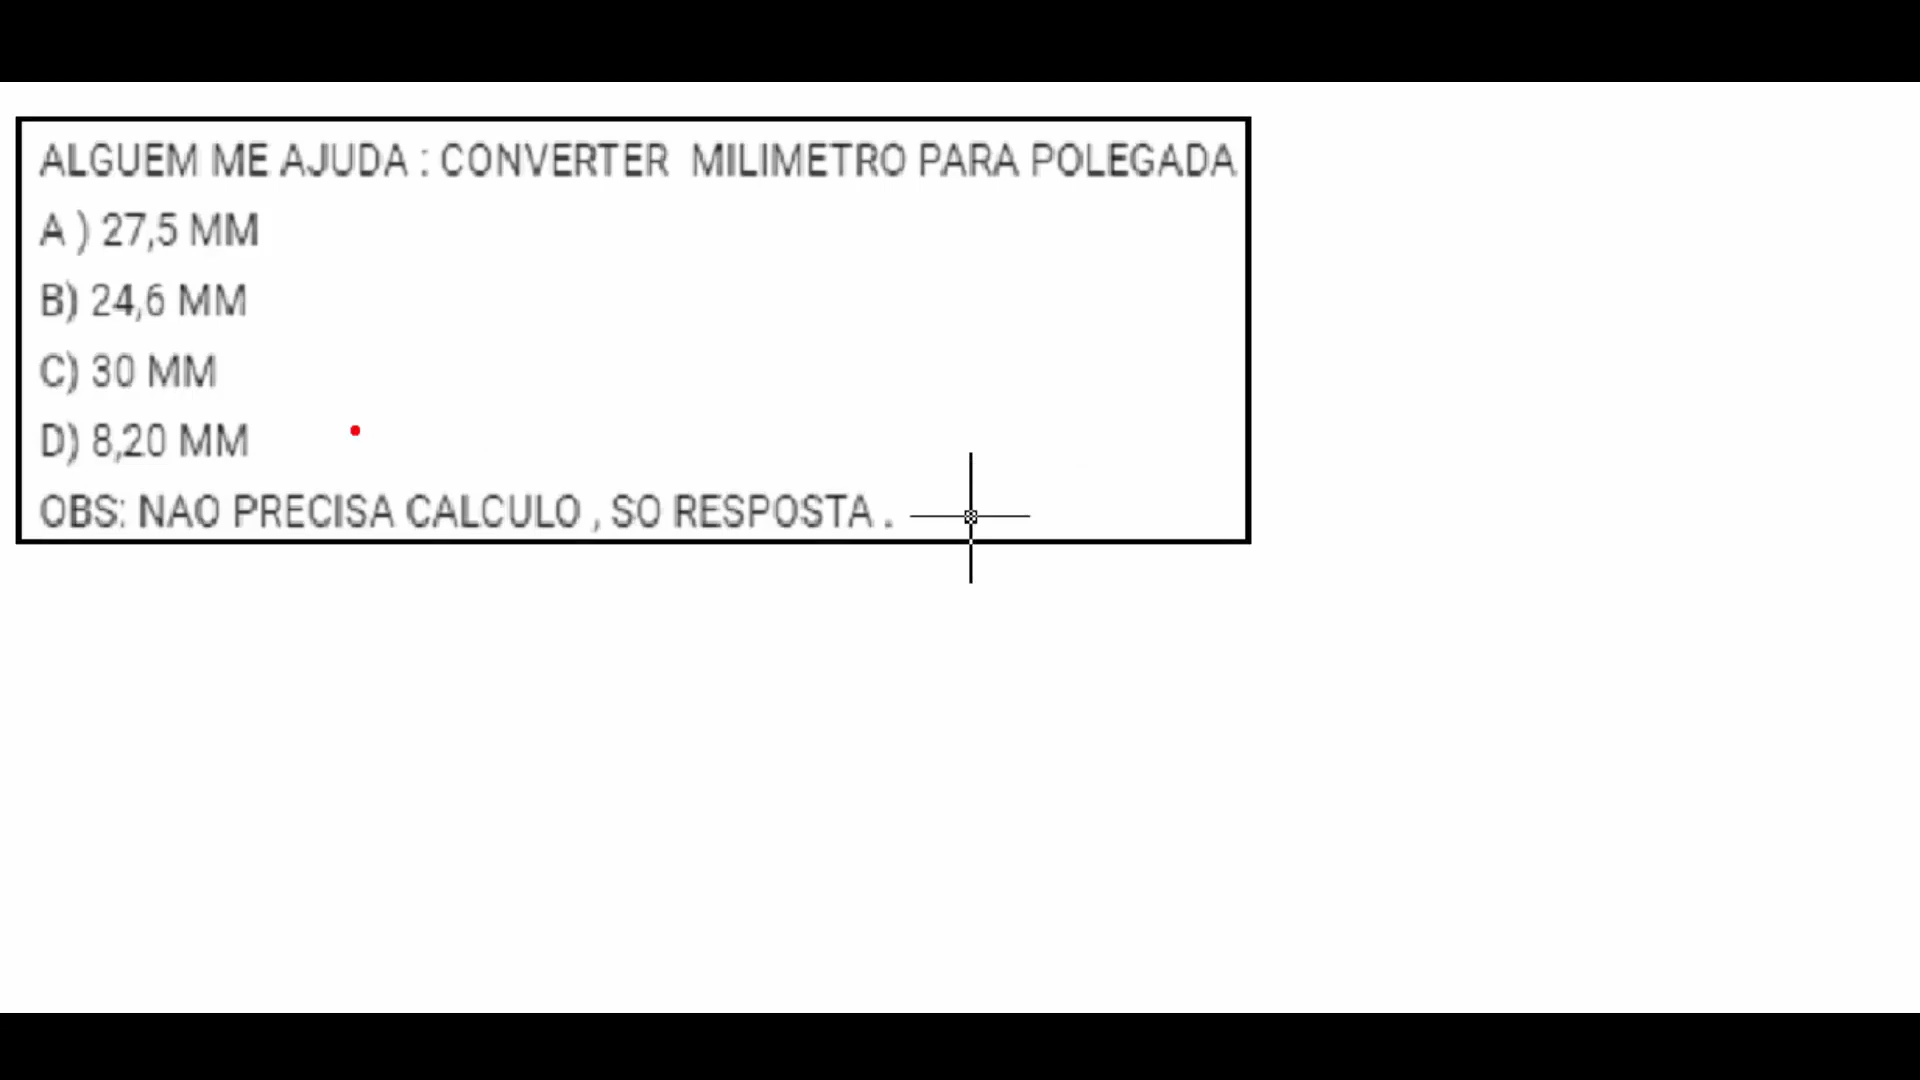 ALGUEM ME AJUDA : CONVERTER MILIMETRO PARA POLEGADA
A ) 27,5 MM
B) 24,6 MM
C) 30 MM
D) 8,20 MM
OBS: NAO PRECISA CALCULO , SO RESPOSTA .